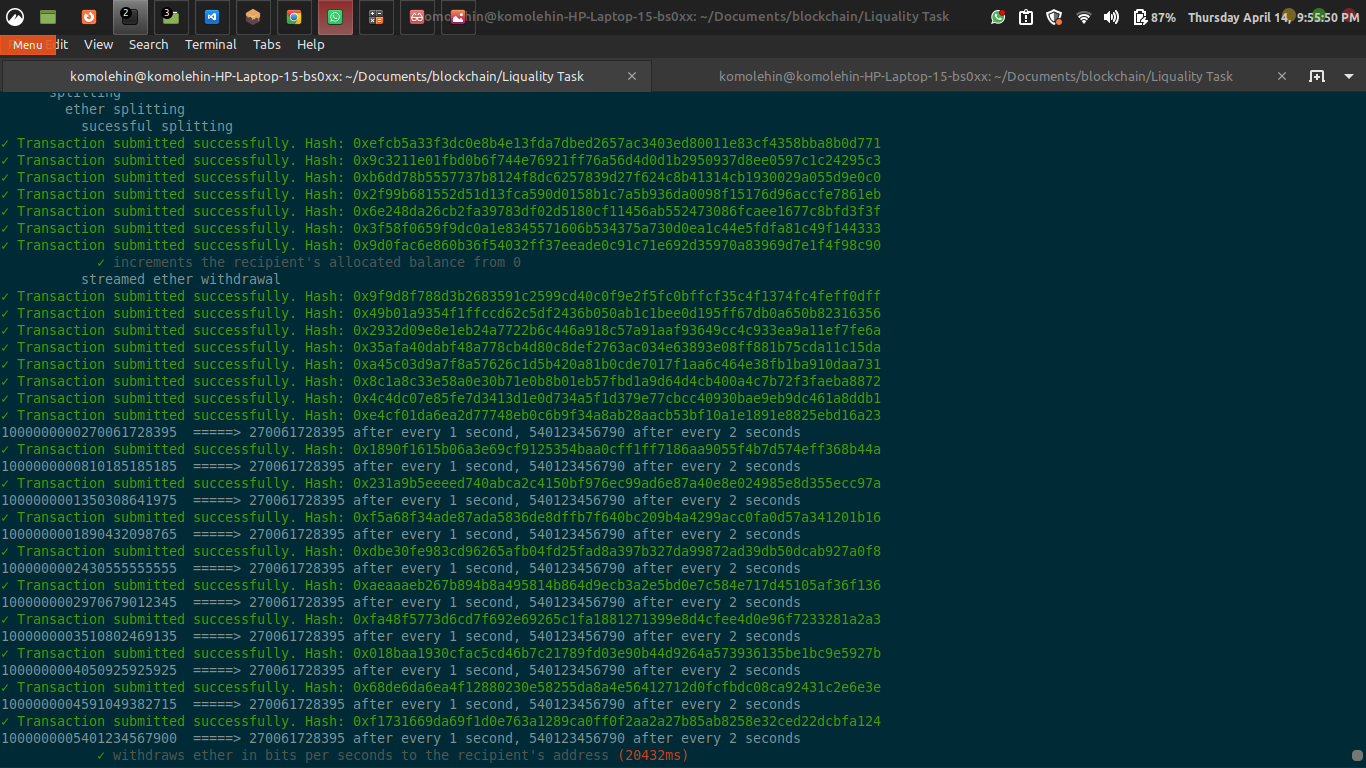 2
3
komolehin@komolehin-HP-Laptop-15-bs0xx: ~/Documents/blockchain/Liquality Task
87%
Thursday April 14, 9:55:50 PM
Menu
Edit View Search Terminal Tabs Help
komolehin@komolehin-HP-Laptop-15-bs0xx: ~/Documents/blockchain/Liquality Task × komolehin@komolehin-HP-Laptop-15-bs0xx: ~/Documents/blockchain/Liquality Task ×
splitting
ether splitting
sucessful splitting
✓ Transaction submitted successfully. Hash: 0xefcb5a33f3dc0e8b4e13fda7dbed2657ac3403ed80011e83cf4358bba8b0d771
✓ Transaction submitted successfully. Hash: 0x9c3211e01fbd0b6f744e76921ff76a56d4d0d1b2950937d8ee0597c1c24295c3
✓ Transaction submitted successfully. Hash: 0xb6dd78b5557737b8124f8dc6257839d27f624c8b41314cb1930029a055d9e0c0
✓ Transaction submitted successfully. Hash: 0x2f99b681552d51d13fca590d0158b1c7a5b936da0098f15176d96accfe7861eb
✓ Transaction submitted successfully. Hash: 0x6e248da26cb2fa39783df02d5180cf11456ab552473086fcaee1677c8bfd3f3f
✓ Transaction submitted successfully. Hash: 0x3f58f0659f9dc0a1e8345571606b534375a730d0ea1c44e5fdfa81c49f144333
✓ Transaction submitted successfully. Hash: 0x9d0fac6e860b36f54032ff37eeade0c91c71e692d35970a83969d7e1f4f98c90
✓ increments the recipient's allocated balance from 0
streamed ether withdrawal
✓ Transaction submitted successfully. Hash: 0x9f9d8f788d3b2683591c2599cd40c0f9e2f5fc0bffcf35c4f1374fc4feff0dff
✓ Transaction submitted successfully. Hash: 0x49b01a9354f1ffccd62c5df2436b050ab1c1bee0d195ff67db0a650b82316356
✓ Transaction submitted successfully. Hash: 0x2932d09e8e1eb24a7722b6c446a918c57a91aaf93649cc4c933ea9a11ef7fe6a
✓ Transaction submitted successfully. Hash: 0x35afa40dabf48a778cb4d80c8def2763ac034e63893e08ff881b75cda11c15da
✓ Transaction submitted successfully. Hash: 0xa45c03d9a7f8a57626c1d5b420a81b0cde7017f1aa6c464e38fb1ba910daa731
✓ Transaction submitted successfully. Hash: 0x8c1a8c33e58a0e30b71e0b8b01eb57fbd1a9d64d4cb400a4c7b72f3faeba8872
✓ Transaction submitted successfully. Hash: 0x4c4dc07e85fe7d3413d1e0d734a5f1d379e77cbcc40930bae9eb9dc461a8ddb1
✓ Transaction submitted successfully. Hash: 0xe4cf01da6ea2d77748eb0c6b9f34a8ab28aacb53bf10a1e1891e8825ebd16a23
1000000000270061728395 =====> 270061728395 after every 1 second, 540123456790 after every 2 seconds
✓ Transaction submitted successfully. Hash: 0x1890f1615b06a3e69cf9125354baa0cff1ff7186aa9055f4b7d574eff368b44a
1000000000810185185185 =====> 270061728395 after every 1 second, 540123456790 after every 2 seconds
✓ Transaction submitted successfully. Hash: 0x231a9b5eeeed740abca2c4150bf976ec99ad6e87a40e8e024985e8d355ecc97a
1000000001350308641975 =====> 270061728395 after every 1 second, 540123456790 after every 2 seconds
✓ Transaction submitted successfully. Hash: 0xf5a68f34ade87ada5836de8dffb7f640bc209b4a4299acc0fa0d57a341201b16
1000000001890432098765 =====> 270061728395 after every 1 second, 540123456790 after every 2 seconds
✓ Transaction submitted successfully. Hash: 0xdbe30fe983cd96265afb04fd25fad8a397b327da99872ad39db50dcab927a0f8
1000000002430555555555 =====> 270061728395 after every 1 second, 540123456790 after every 2 seconds
✓ Transaction submitted successfully. Hash: 0xaeaaaeb267b894b8a495814b864d9ecb3a2e5bd0e7c584e717d45105af36f136
1000000002970679012345 =====> 270061728395 after every 1 second, 540123456790 after every 2 seconds
✓ Transaction submitted successfully. Hash: 0xfa48f5773d6cd7f692e69265c1fa1881271399e8d4cfee4d0e96f7233281a2a3
1000000003510802469135 =====> 270061728395 after every 1 second, 540123456790 after every 2 seconds
✓ Transaction submitted successfully. Hash: 0x018baa1930cfac5cd46b7c21789fd03e90b44d9264a573936135be1bc9e5927b
1000000004050925925925 =====> 270061728395 after every 1 second, 540123456790 after every 2 seconds
✓ Transaction submitted successfully. Hash: 0x68de6da6ea4f12880230e58255da8a4e56412712d0fcfbdc08ca92431c2e6e3e
1000000004591049382715 =====> 270061728395 after every 1 second, 540123456790 after every 2 seconds
✓ Transaction submitted successfully. Hash: 0xf1731669da69f1d0e763a1289ca0ff0f2aa2a27b85ab8258e32ced22dcbfa124
1000000005401234567900 =====> 270061728395 after every 1 second, 540123456790 after every 2 seconds
✓ withdraws ether in bits per seconds to the recipient's address (20432ms)